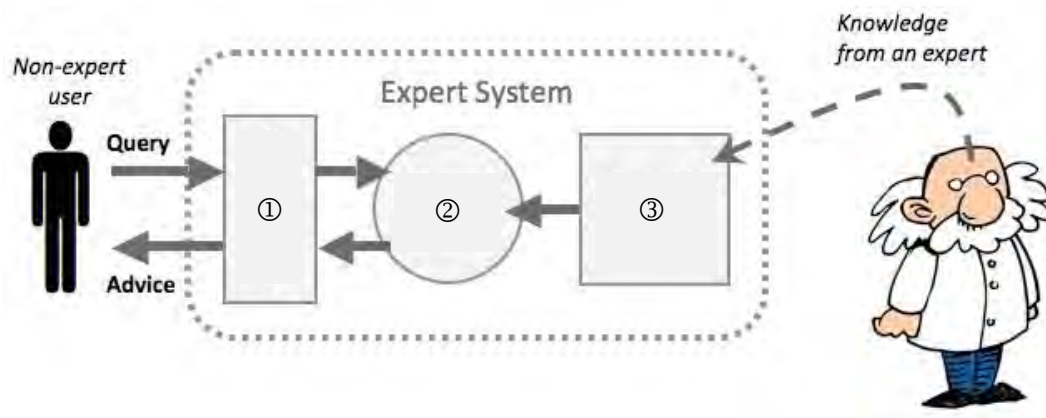 Knowledge
from an expert
Non-expert
user
Expert System
Query
①
②
③
Advice